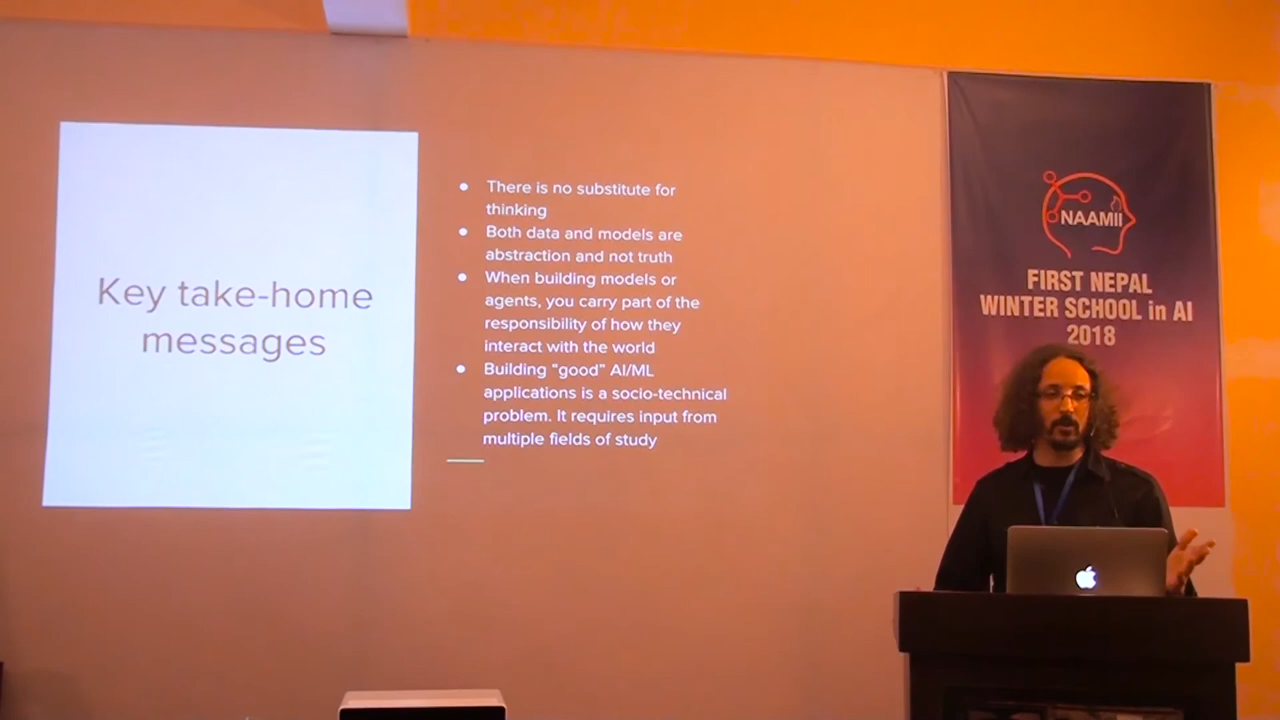 Key take-home
messages
● There is no substitute for
thinking
● Both data and models are
abstraction and not truth
● When building models or
agents, you carry part of the
responsibility of how they
interact with the world
● Building “good” AI/ML
applications is a socio-technical
problem. It requires input from
multiple fields of study
NAAMII
FIRST NEPAL
WINTER SCHOOL in AI
2018